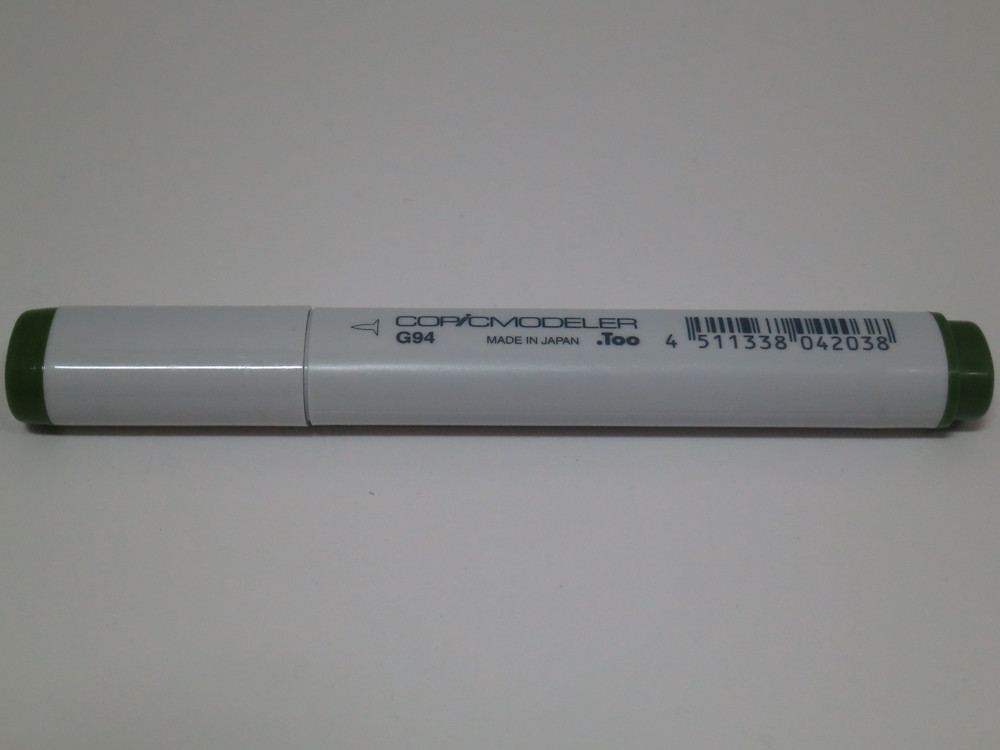 COPiCMODELER
G94 MADE IN JAPAN .Too
4 511338 042038